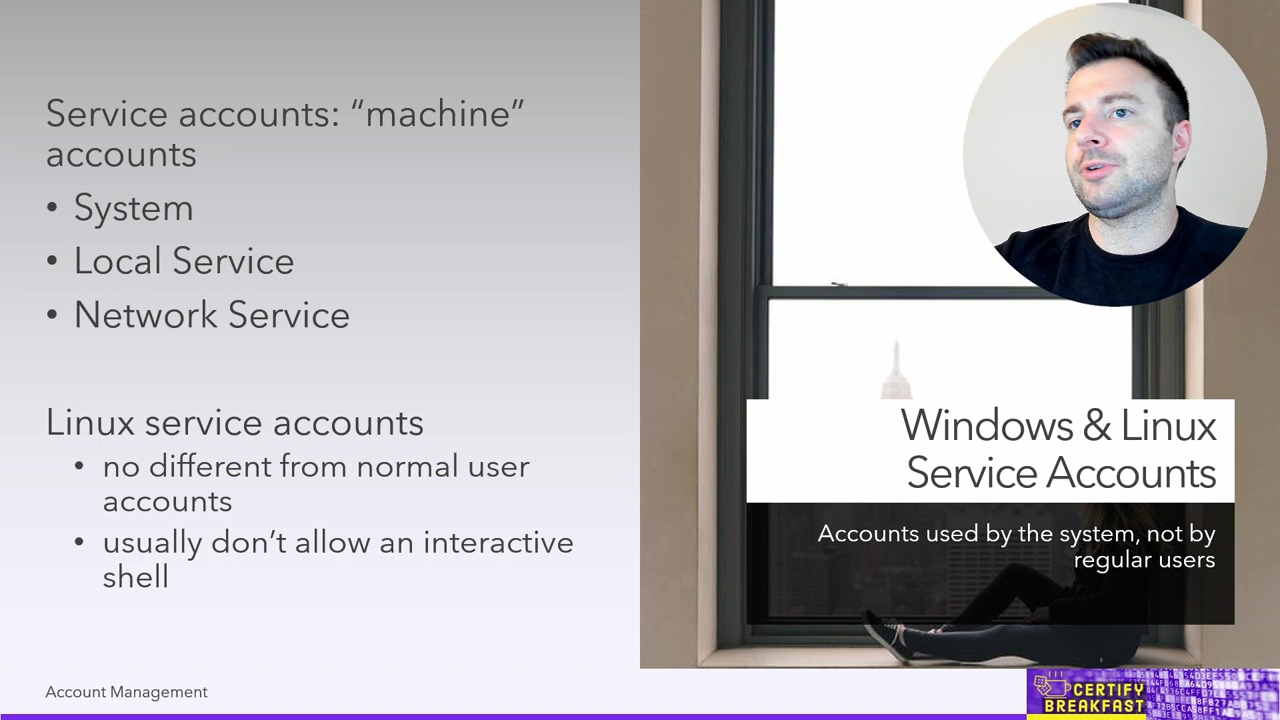 Service accounts: “machine”
accounts
• System
• Local Service
• Network Service
Linux service accounts
• no different from normal user
accounts
• usually don’t allow an interactive
shell
Windows & Linux
Service Accounts
Accounts used by the system, not by
regular users
Account Management
CERTIFY
BREAKFAST